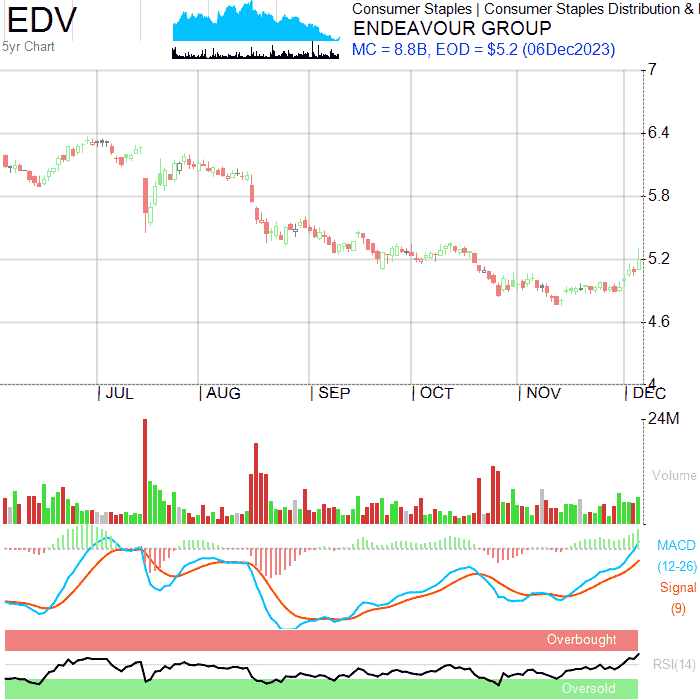 EDV
Consumer Staples | Consumer Staples Distribution &
ENDEAVOUR GROUP
5yr Chart
MC = 8.8B, EOD = $5.2 (06Dec2023)
7
6.4
5.8
5.2
4.6
4
JUL
AUG
SEP
OCT
NOV
DEC
24M
Volume
MACD
(12-26)
Signal
(9)
Overbought
RSI(14)
Oversold